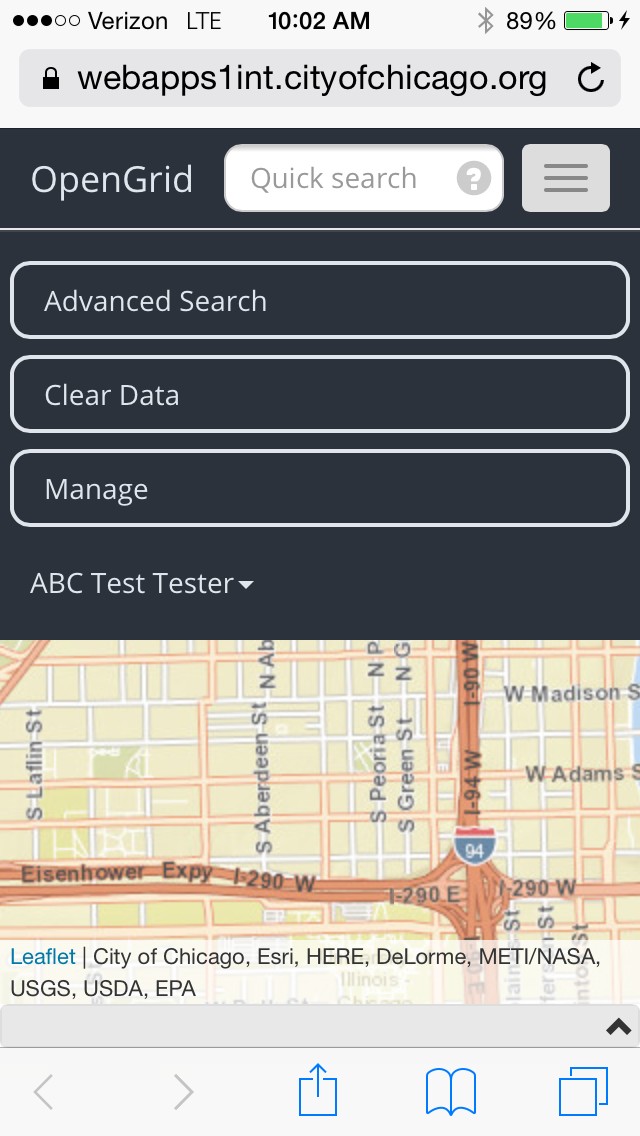 Verizon LTE 10:02 AM 89%
webapps1int.cityofchicago.org
OpenGrid Quick search ?
Advanced Search
Clear Data
Manage
ABC Test Tester
S Laflin St
N Ab
S Aberdeen St
N P
S Peoria St
N G
S Green St
I-90 W
I-94 W
W Madison S
W Adams S
94
Eisenhower Expy I-290 W
I-290 E
I-290 W
Leaflet | City of Chicago, Esri, HERE, DeLorme, METI/NASA,
USGS, USDA, EPA
Illinois -
Chicago